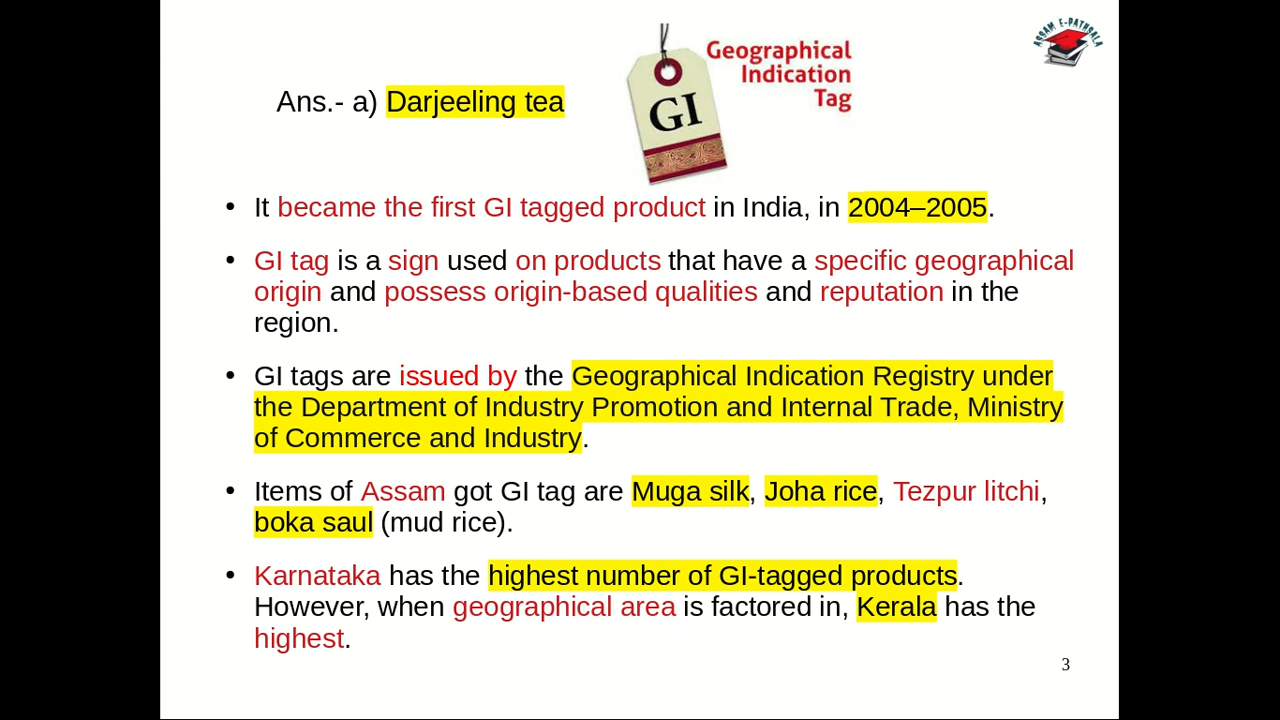 ASSAM E-PATHSALA
Geographical
Indication
Tag
GI
Ans.- a) Darjeeling tea
• It became the first GI tagged product in India, in 2004–2005.
• GI tag is a sign used on products that have a specific geographical
origin and possess origin-based qualities and reputation in the
region.
• GI tags are issued by the Geographical Indication Registry under
the Department of Industry Promotion and Internal Trade, Ministry
of Commerce and Industry.
• Items of Assam got GI tag are Muga silk, Joha rice, Tezpur litchi,
boka saul (mud rice).
• Karnataka has the highest number of GI-tagged products.
However, when geographical area is factored in, Kerala has the
highest.
3